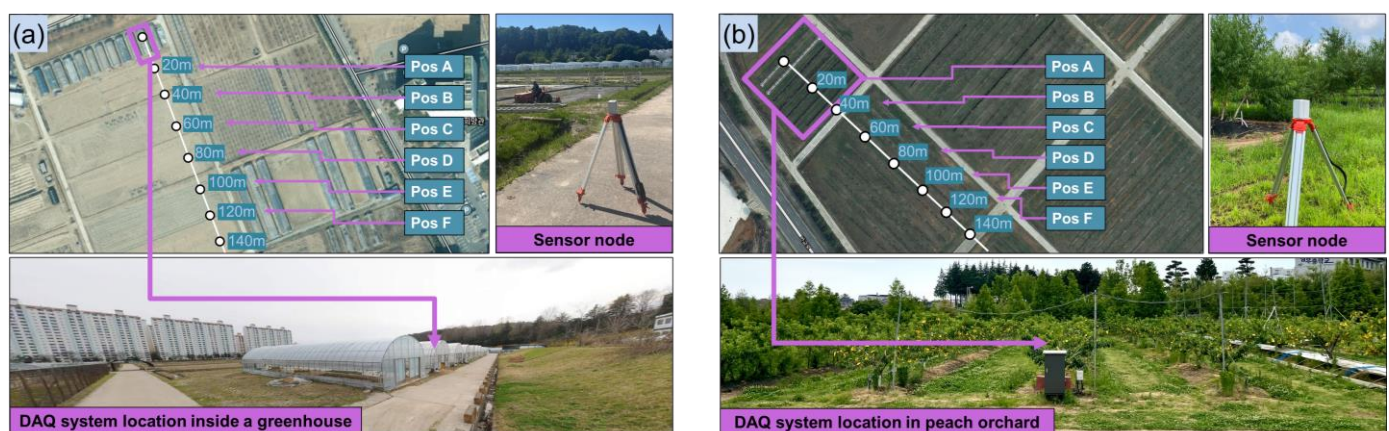 (a)
20m
40m
60m
80m
100m
120m
140m
Pos A
Pos B
Pos C
Pos D
Pos E
Pos F
Sensor node
DAQ system location inside a greenhouse
(b)
20m
40m
60m
80m
100m
120m
140m
Pos A
Pos B
Pos C
Pos D
Pos E
Pos F
Sensor node
DAQ system location in peach orchard